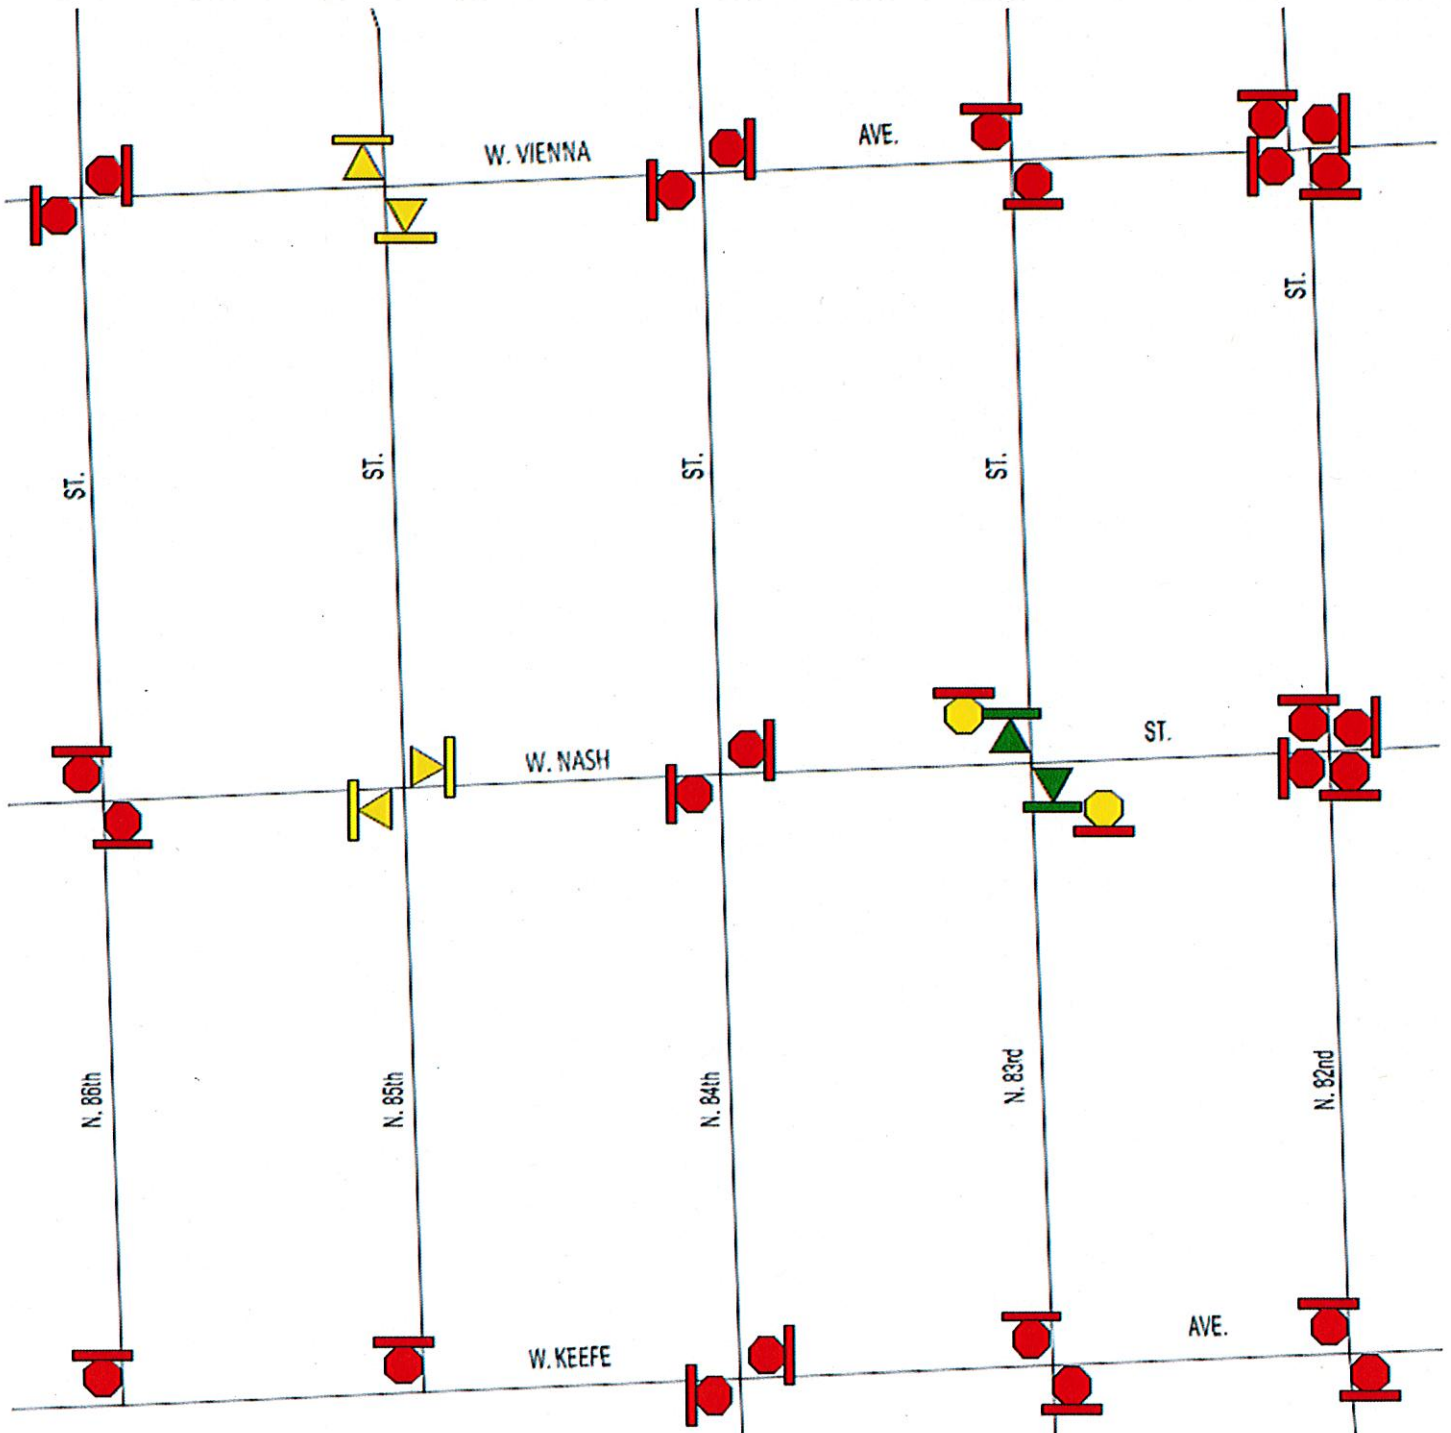 W. VIENNA AVE.
ST.
ST.
ST.
ST.
ST.
W. NASH ST.
N. 86th
N. 85th
N. 84th
N. 83rd
N. 82nd
W. KEEFE AVE.